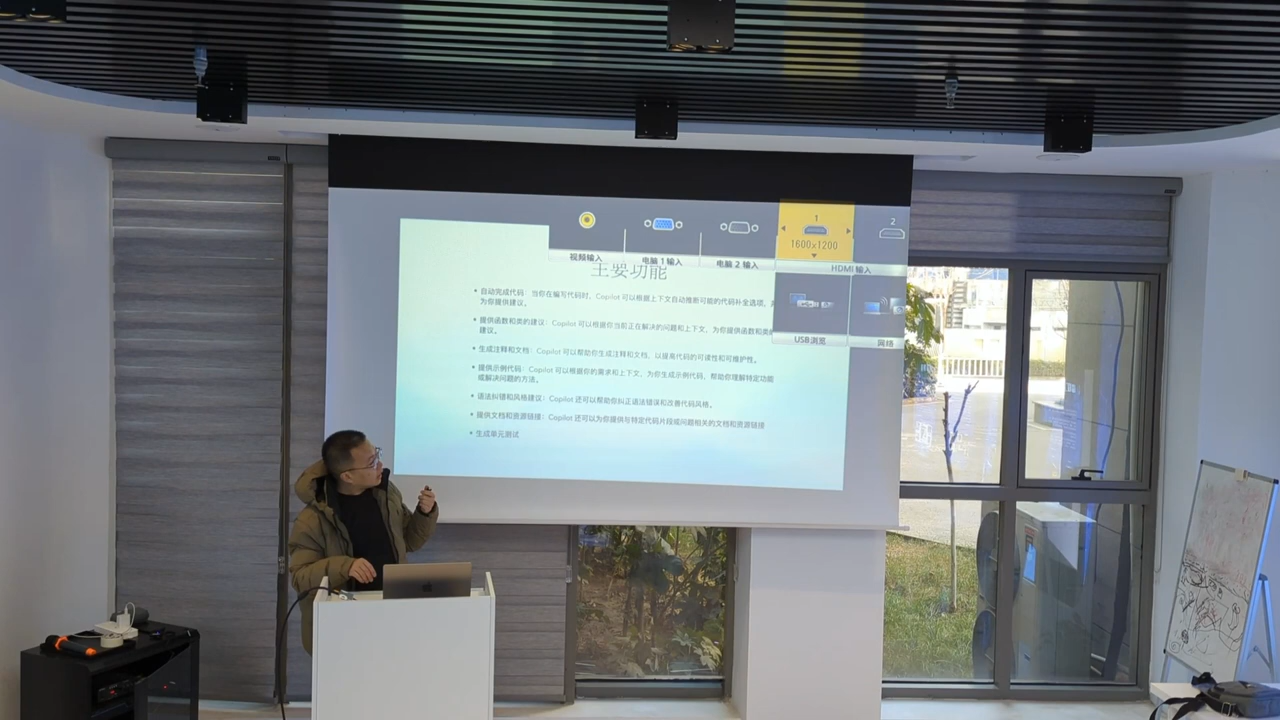 1
2
1600x1200
视频输入
电脑 1 输入
电脑 2 输入
HDMI 输入
USB浏览
网络
主要功能
• 自动完成代码：当你在编写代码时，Copilot 可以根据上下文自动推断可能的代码补全选项，
为你提供建议。
• 提供函数和类的建议：Copilot 可以根据你当前正在解决的问题和上下文，为你提供函数和类的
建议。
• 生成注释和文档：Copilot 可以帮助你生成注释和文档，以提高代码的可读性和可维护性。
• 提供示例代码：Copilot 可以根据你的需求和上下文，为你生成示例代码，帮助你理解特定功能
或解决问题的方法。
• 语法纠错和风格建议：Copilot 还可以帮助你纠正语法错误和改善代码风格。
• 提供文档和资源链接：Copilot 还可以为你提供与特定代码片段或问题相关的文档和资源链接
• 生成单元测试